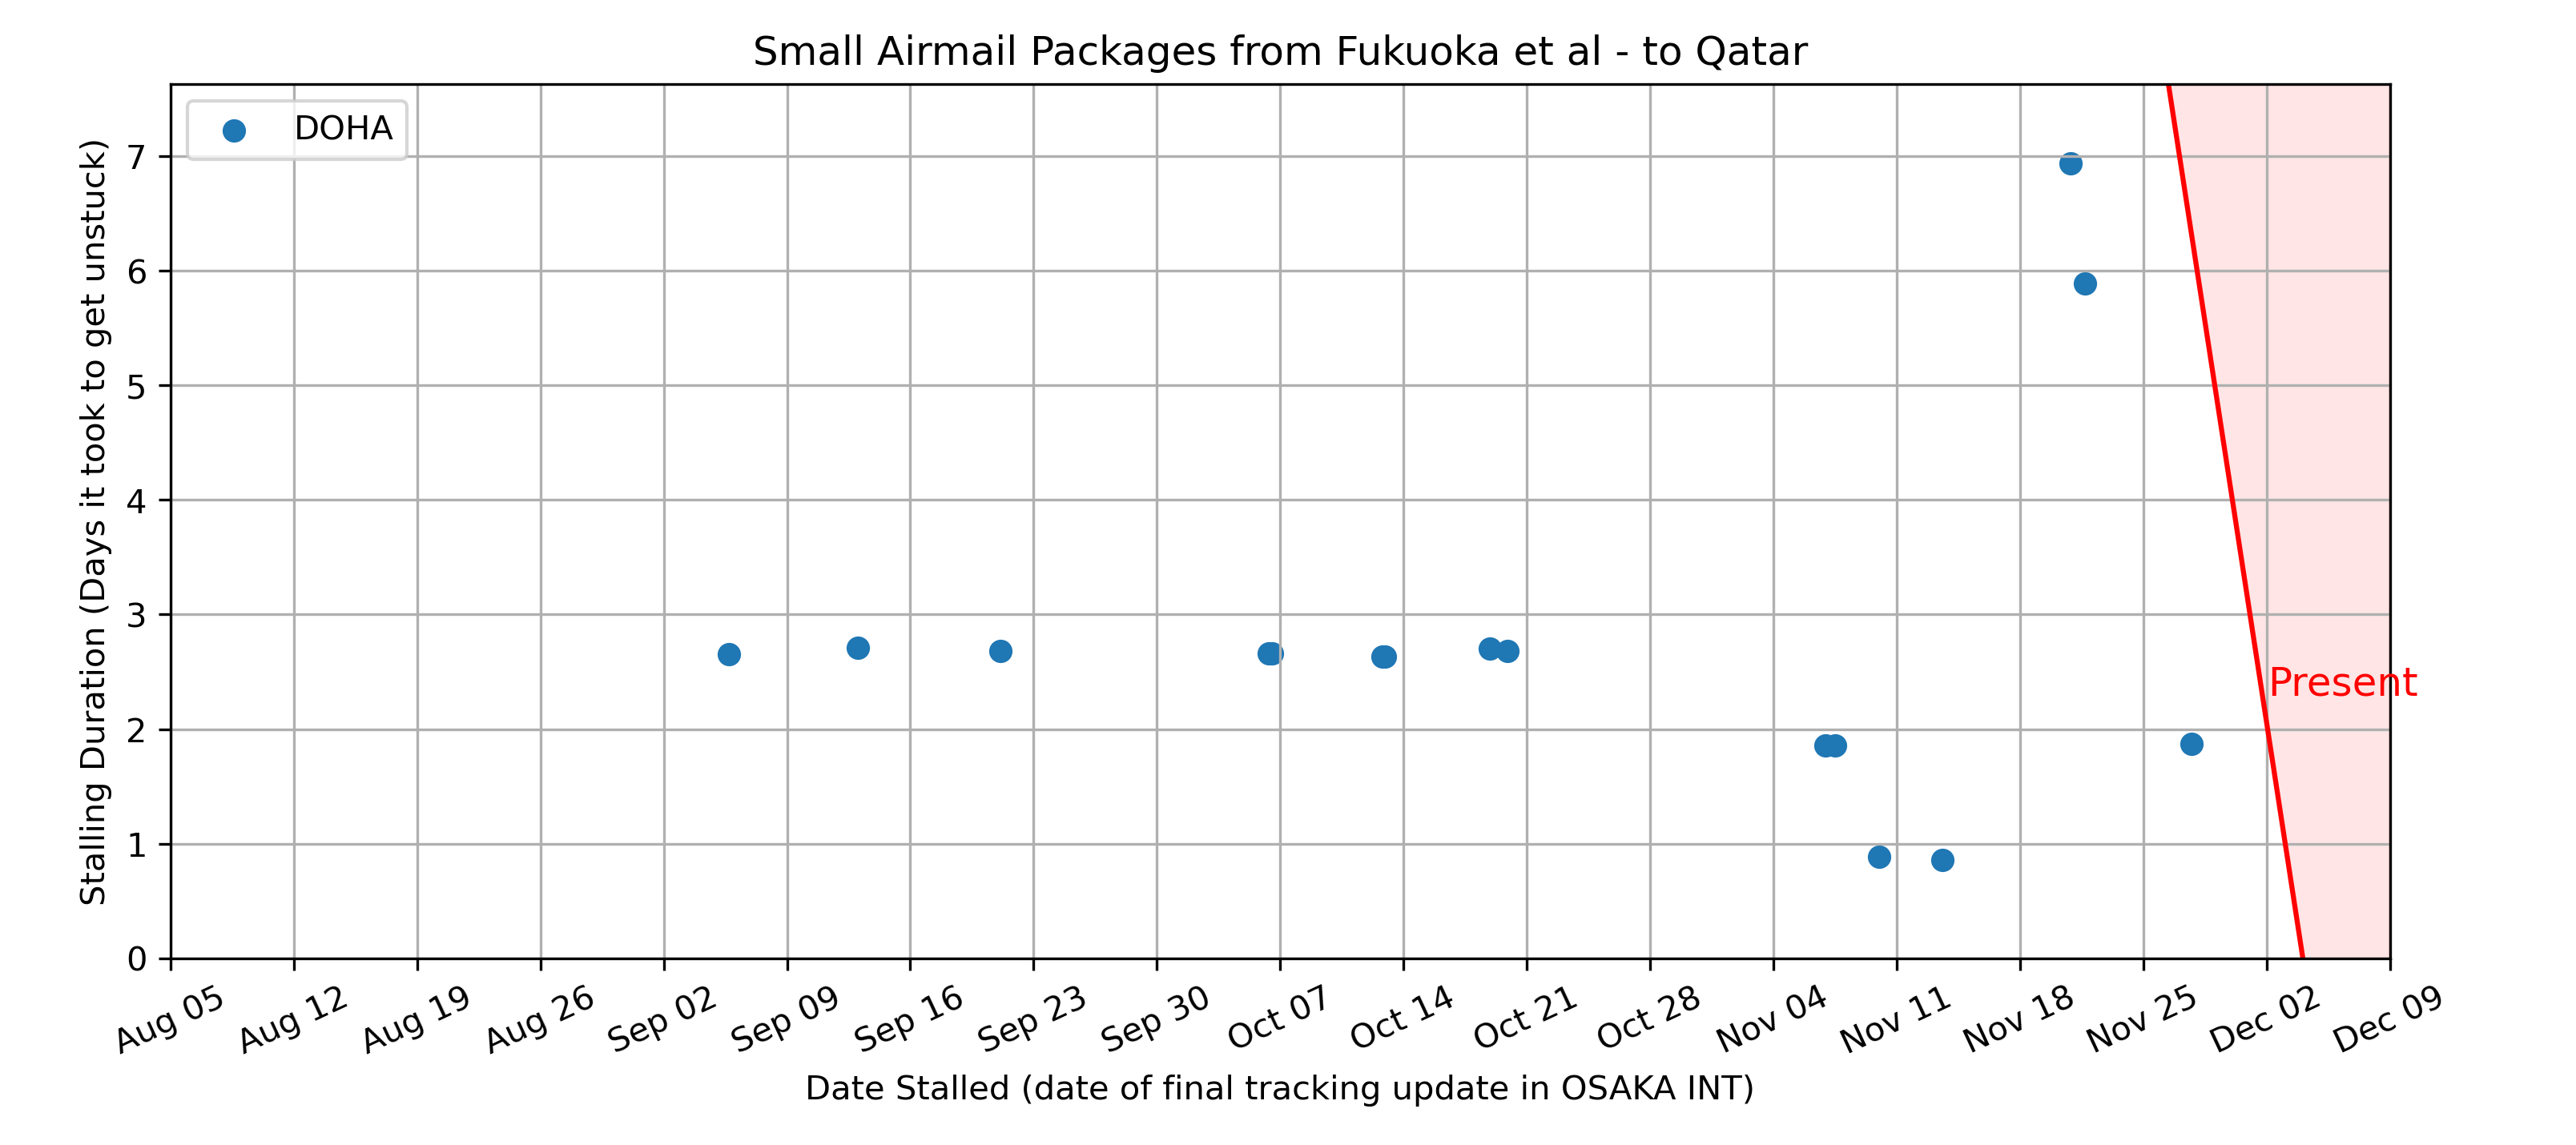 Small Airmail Packages from Fukuoka et al - to Qatar
DOHA
Stalling Duration (Days it took to get unstuck)
7
6
5
4
3
2
1
0
Present
Aug 05
Aug 12
Aug 19
Aug 26
Sep 02
Sep 09
Sep 16
Sep 23
Sep 30
Oct 07
Oct 14
Oct 21
Oct 28
Nov 04
Nov 11
Nov 18
Nov 25
Dec 02
Dec 09
Date Stalled (date of final tracking update in OSAKA INT)